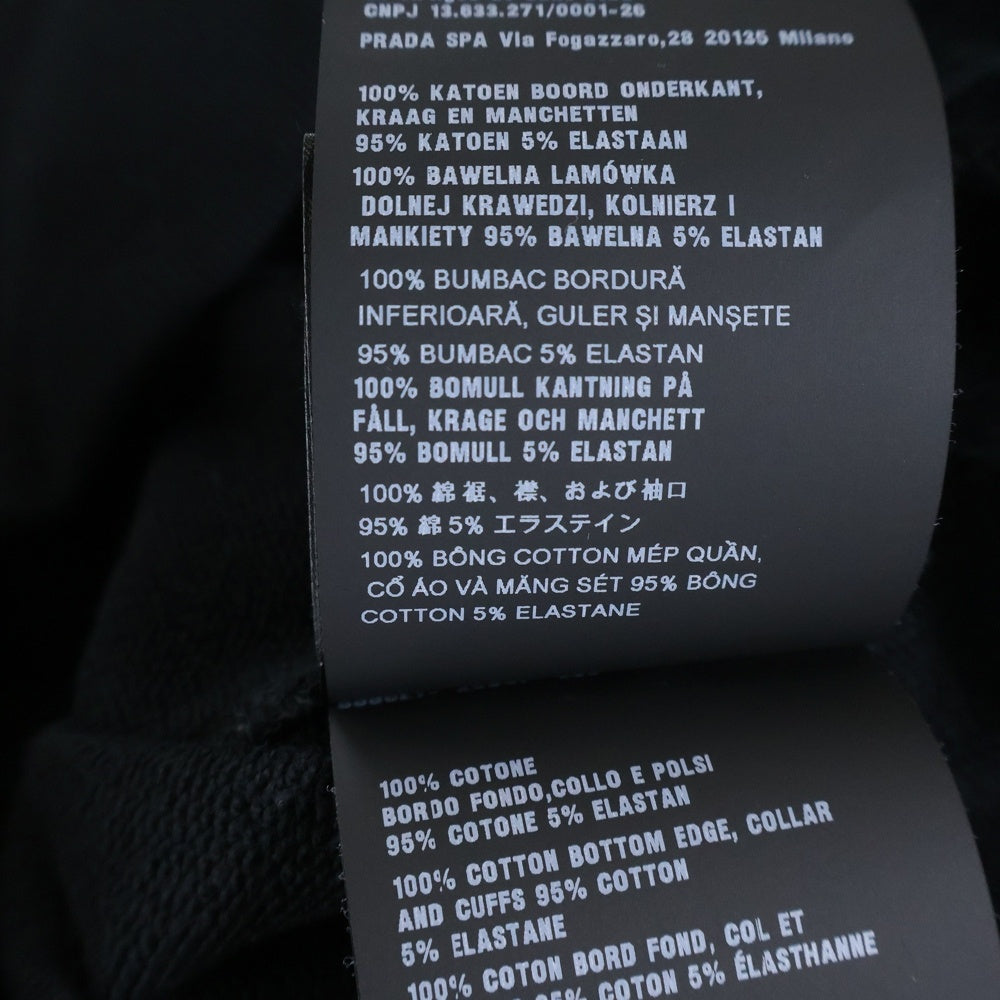 CNPJ 13.633.271/0001-26
PRADA SPA Via Fogazzaro,28 20135 Milano
100% KATOEN BOORD ONDERKANT,
KRAAG EN MANCHETTEN
95% KATOEN 5% ELASTAAN
100% BAWELNA LAMÓWKA
DOLNEJ KRAWEDZI, KOLNIERZ I
MANKIETY 95% BAWELNA 5% ELASTAN
100% BUMBAC BORDURĂ
INFERIOARĂ, GULER ȘI MANȘETE
95% BUMBAC 5% ELASTAN
100% BOMULL KANTNING PÅ
FÅLL, KRAGE OCH MANCHETT
95% BOMULL 5% ELASTAN
100% 綿 裾、襟、および袖口
95% 綿 5% エラステイン
100% BÔNG COTTON MÉP QUẦN,
CỔ ÁO VÀ MĂNG SÉT 95% BÔNG
COTTON 5% ELASTANE
100% COTONE
BORDO FONDO,COLLO E POLSI
95% COTONE 5% ELASTAN
100% COTTON BOTTOM EDGE, COLLAR
AND CUFFS 95% COTTON
5% ELASTANE
100% COTON BORD FOND, COL ET
95% COTON 5% ÉLASTHANNE